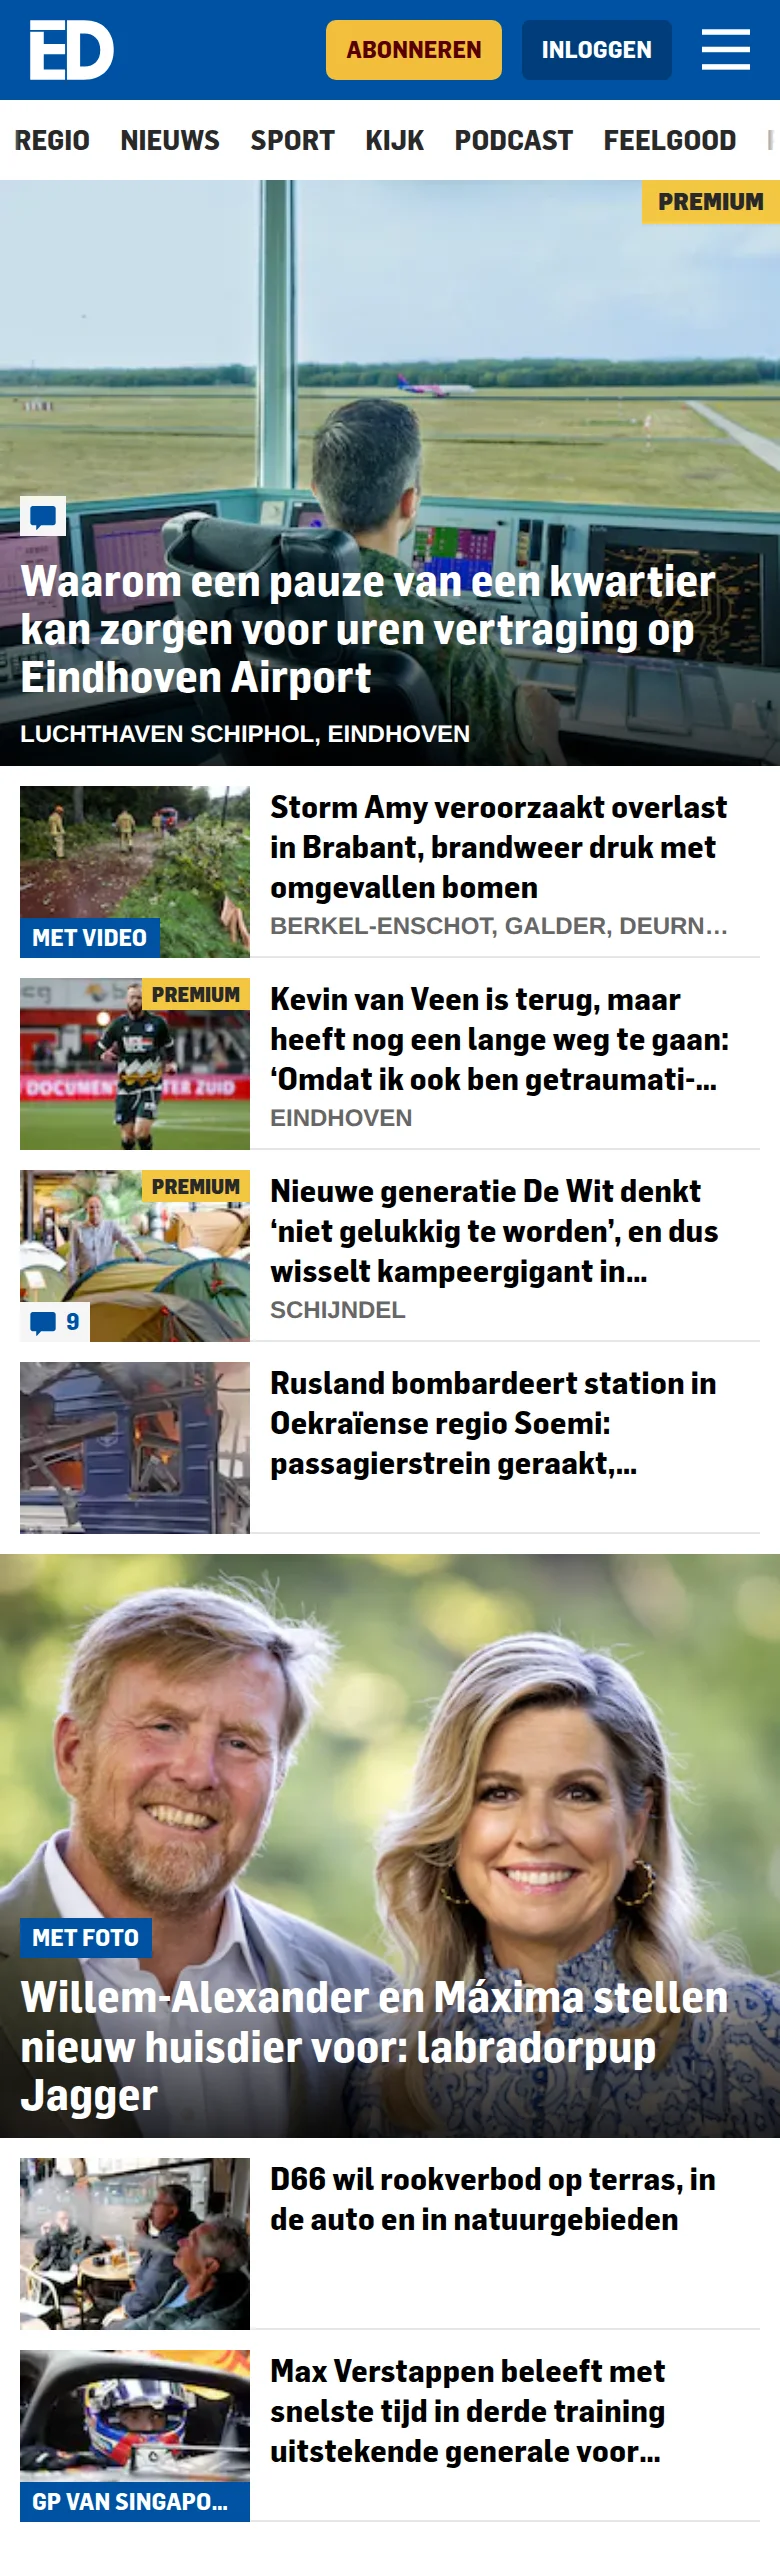 ED
ABONNEREN
INLOGGEN
REGIO NIEUWS SPORT KIJK PODCAST FEELGOOD
PREMIUM
Waarom een pauze van een kwartier
kan zorgen voor uren vertraging op
Eindhoven Airport
LUCHTHAVEN SCHIPHOL, EINDHOVEN
MET VIDEO
Storm Amy veroorzaakt overlast
in Brabant, brandweer druk met
omgevallen bomen
BERKEL-ENSCHOT, GALDER, DEURN…
PREMIUM
DOCUMEN
TER ZUID
Kevin van Veen is terug, maar
heeft nog een lange weg te gaan:
‘Omdat ik ook ben getraumati-…
EINDHOVEN
PREMIUM
9
Nieuwe generatie De Wit denkt
‘niet gelukkig te worden’, en dus
wisselt kampeergigant in…
SCHIJNDEL
Rusland bombardeert station in
Oekraïense regio Soemi:
passagierstrein geraakt,…
MET FOTO
Willem-Alexander en Máxima stellen
nieuw huisdier voor: labradorpup
Jagger
D66 wil rookverbod op terras, in
de auto en in natuurgebieden
GP VAN SINGAPO…
Max Verstappen beleeft met
snelste tijd in derde training
uitstekende generale voor…